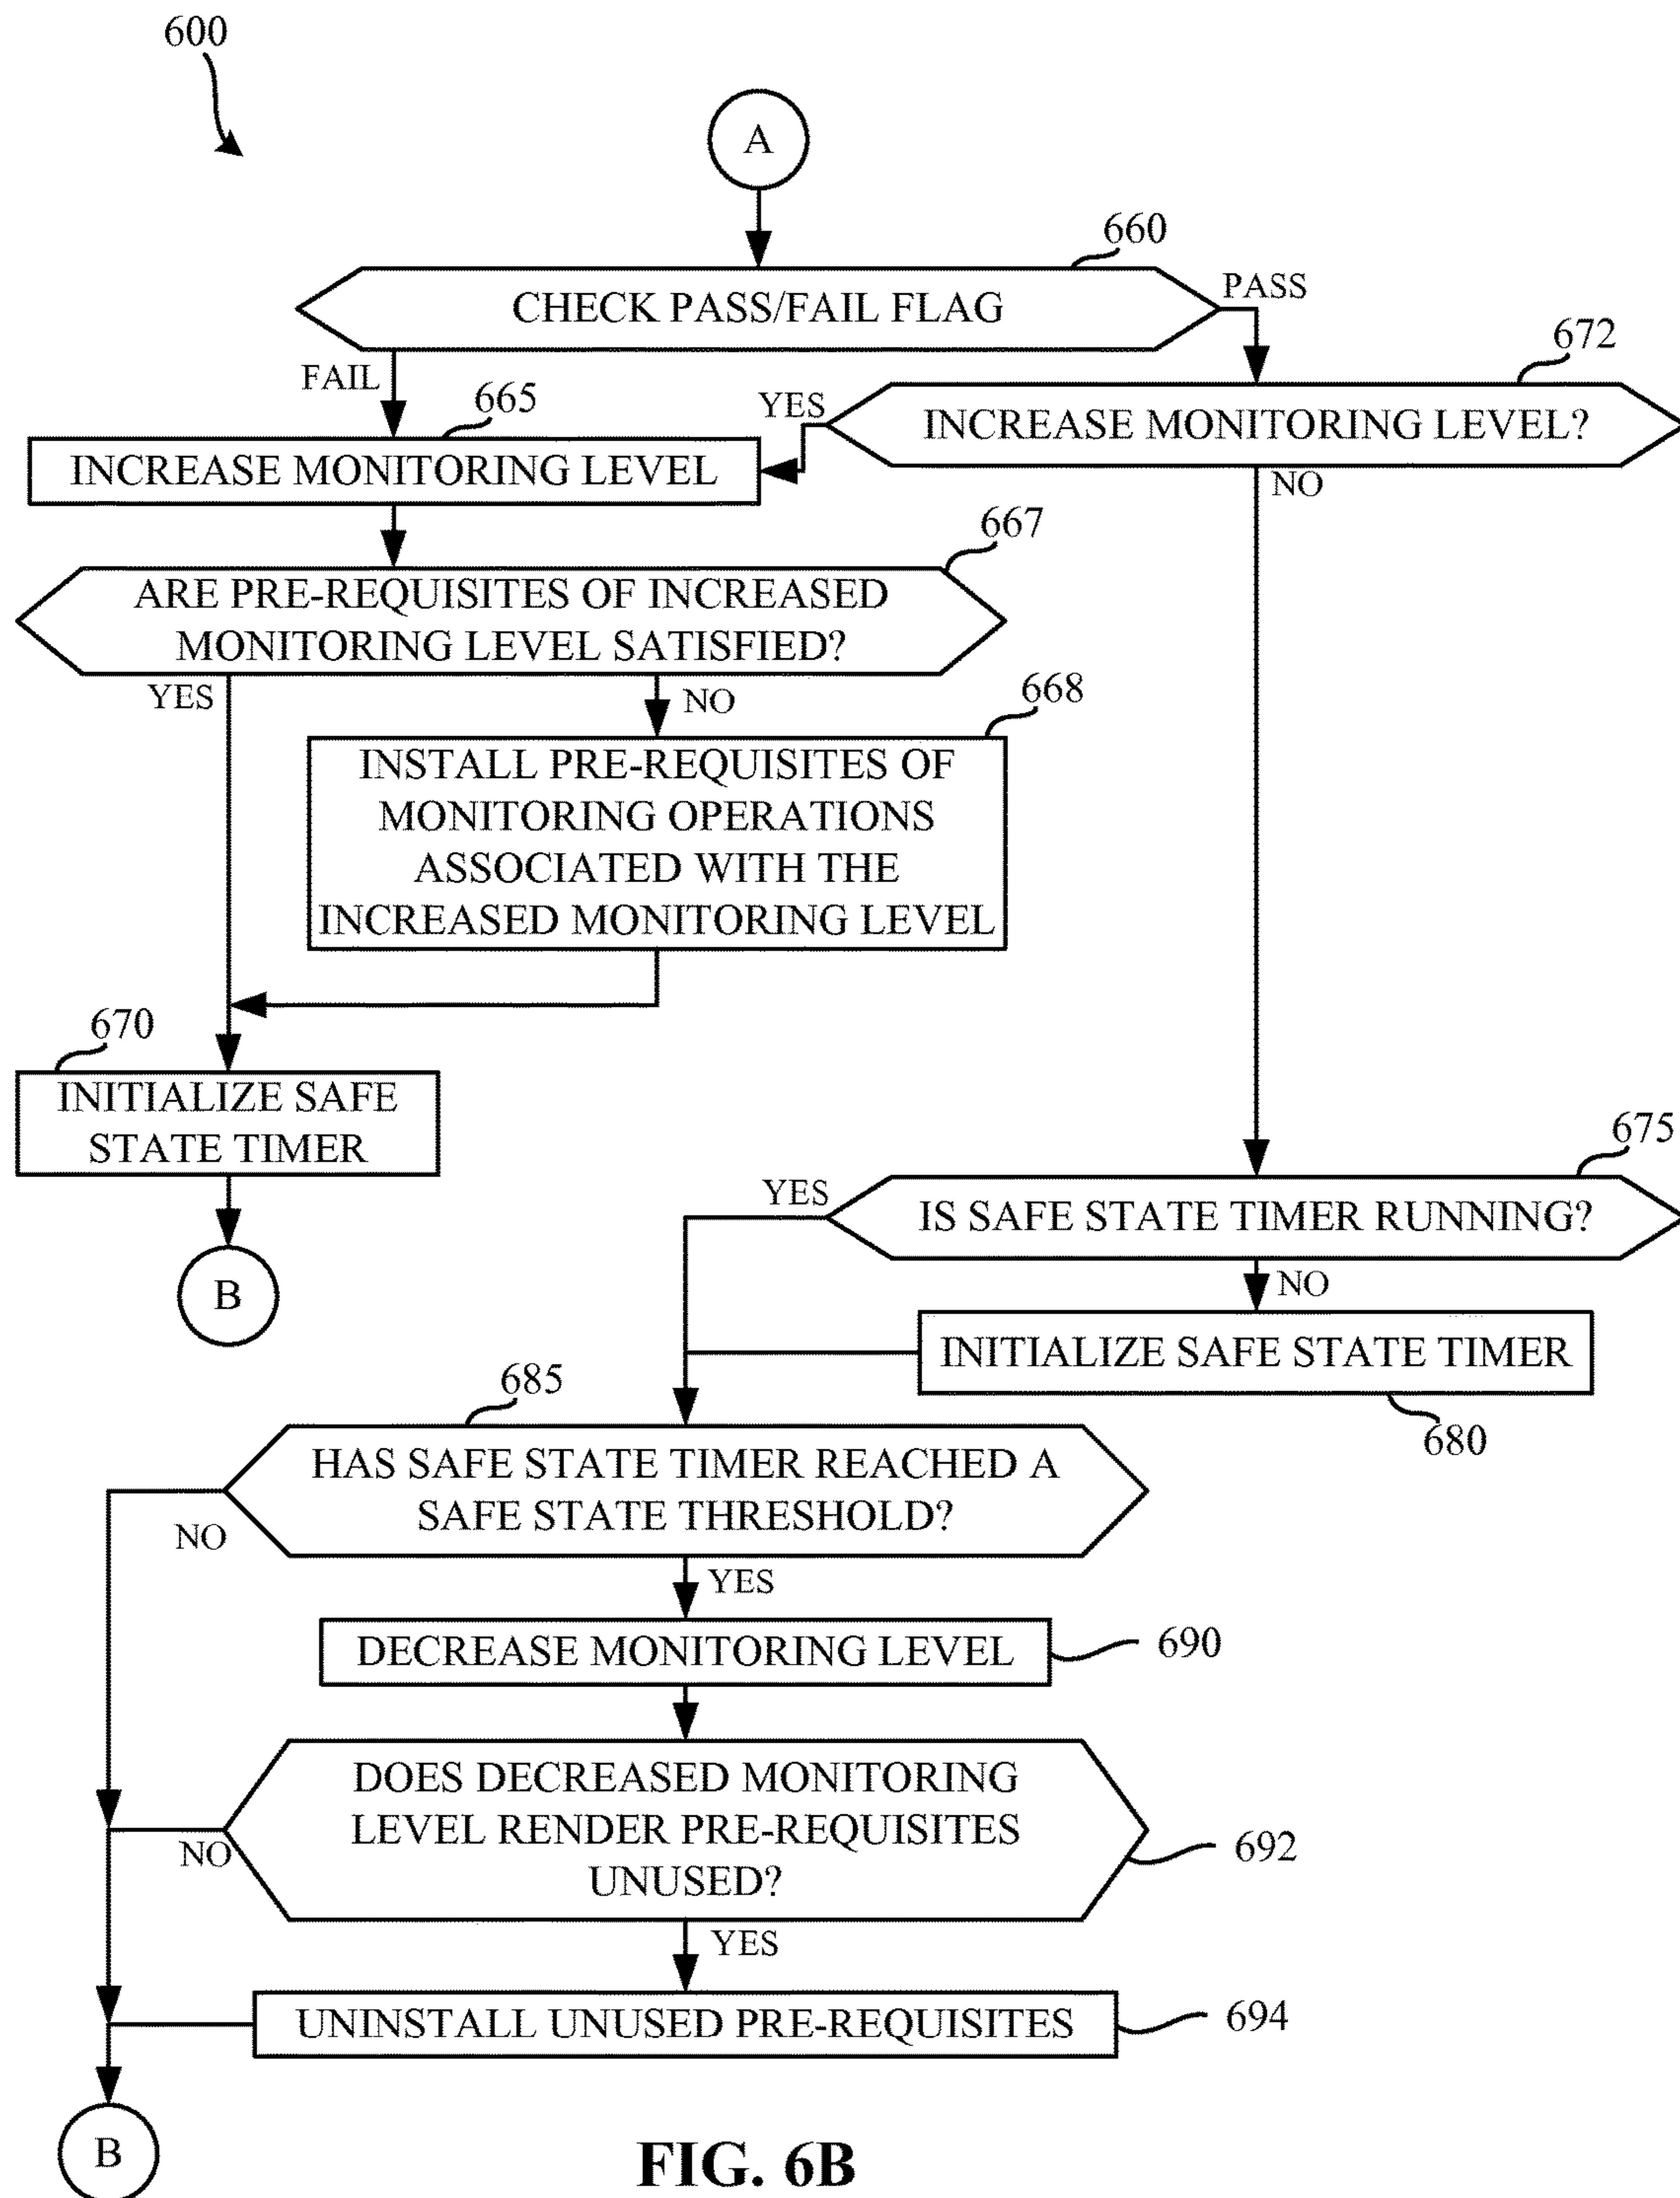 600
A
660
CHECK PASS/FAIL FLAG
PASS
672
FAIL
665
YES
INCREASE MONITORING LEVEL?
INCREASE MONITORING LEVEL
NO
667
ARE PRE-REQUISITES OF INCREASED
MONITORING LEVEL SATISFIED?
YES
NO
668
INSTALL PRE-REQUISITES OF
MONITORING OPERATIONS
ASSOCIATED WITH THE
INCREASED MONITORING LEVEL
670
INITIALIZE SAFE
STATE TIMER
B
675
YES
IS SAFE STATE TIMER RUNNING?
NO
INITIALIZE SAFE STATE TIMER
680
685
HAS SAFE STATE TIMER REACHED A
SAFE STATE THRESHOLD?
NO
YES
DECREASE MONITORING LEVEL
690
DOES DECREASED MONITORING
LEVEL RENDER PRE-REQUISITES
UNUSED?
NO
692
YES
UNINSTALL UNUSED PRE-REQUISITES
694
B
FIG. 6B